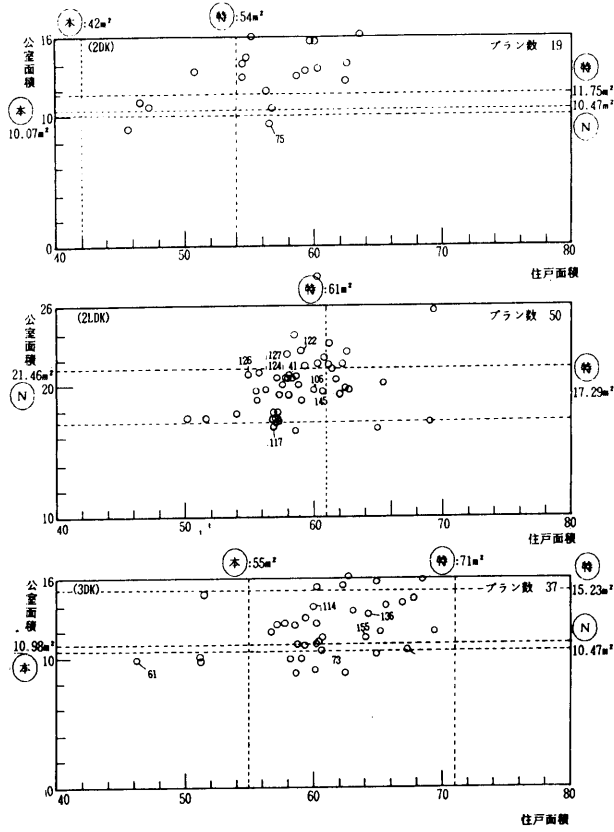 本:42m² 特:54m²
公室面積
16
(2DK)
プラン数 19
特
11.75m²
10.47m²
N
本
10.07m²
10
75
0
40 50 60 70 80
住戸面積
特:61m²
公室面積
26
(2LDK)
プラン数 50
122
127
126
124 41
21.46m²
N
20
106
145
特
17.29m²
117
10
40 50 60 70 80
住戸面積
本:55m² 特:71m²
公室面積
(3DK)
プラン数 37
特
15.23m²
16
114
136
155
N
10.98m²
10.47m²
本
10
73
61
0
40 50 60 70 80
住戸面積